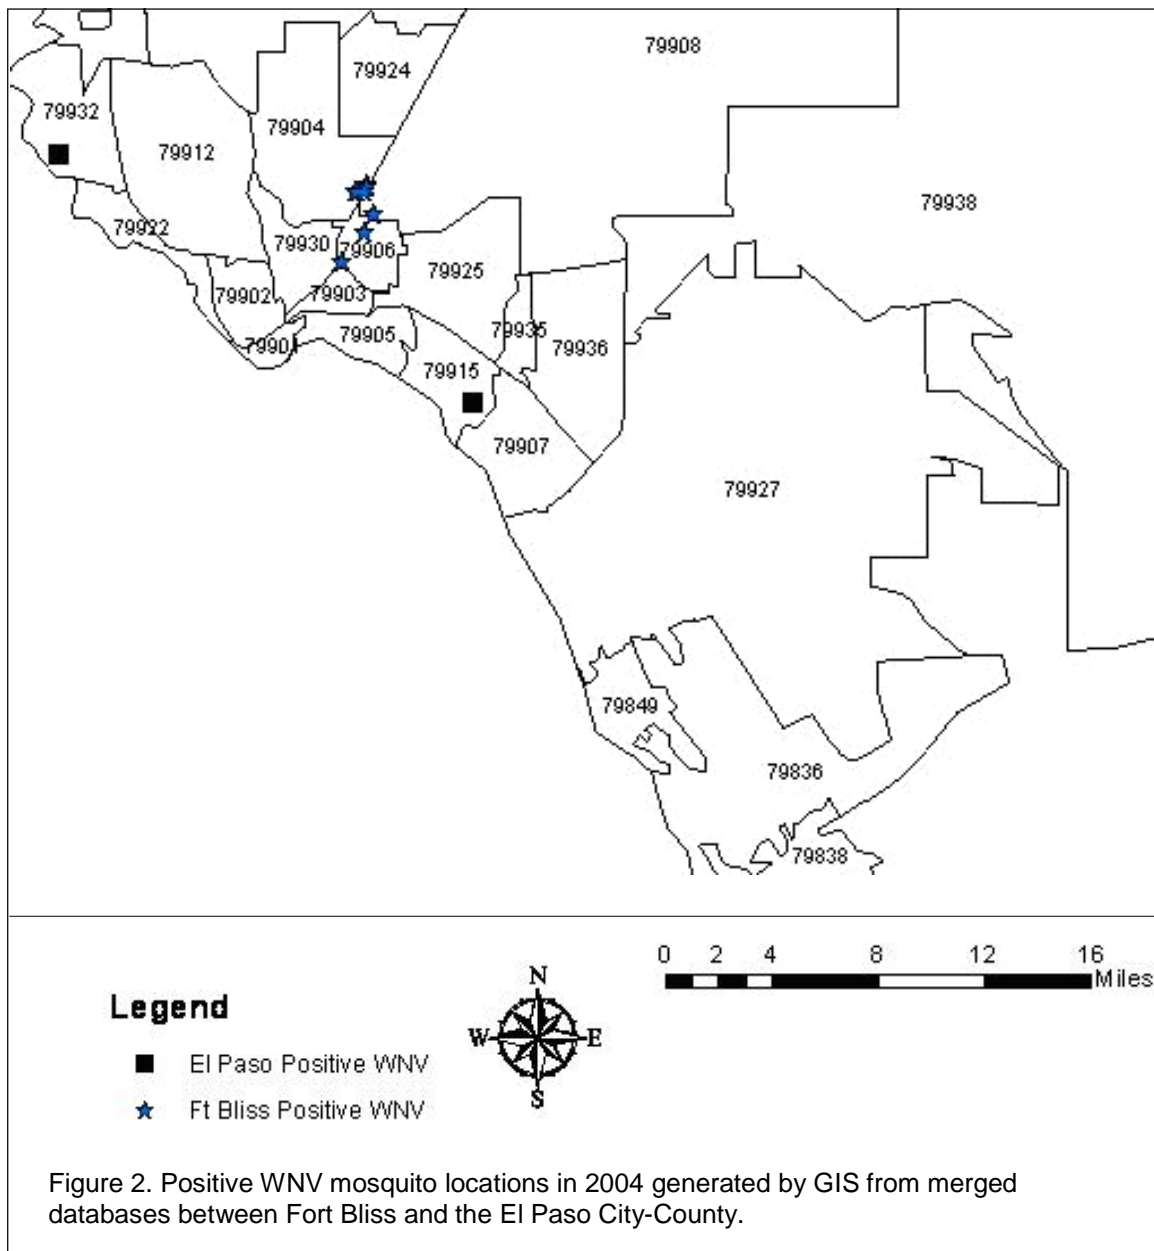 79908
79924
79932
79904
79912
79938
79922
79930
79906
79925
79902
79903
79935
79905
79901
79936
79915
79907
79927
79849
79836
79838
0 2 4 8 12 16
Miles
N
W E
S
Legend
El Paso Positive WNV
Ft Bliss Positive WNV
Figure 2. Positive WNV mosquito locations in 2004 generated by GIS from merged
databases between Fort Bliss and the El Paso City-County.